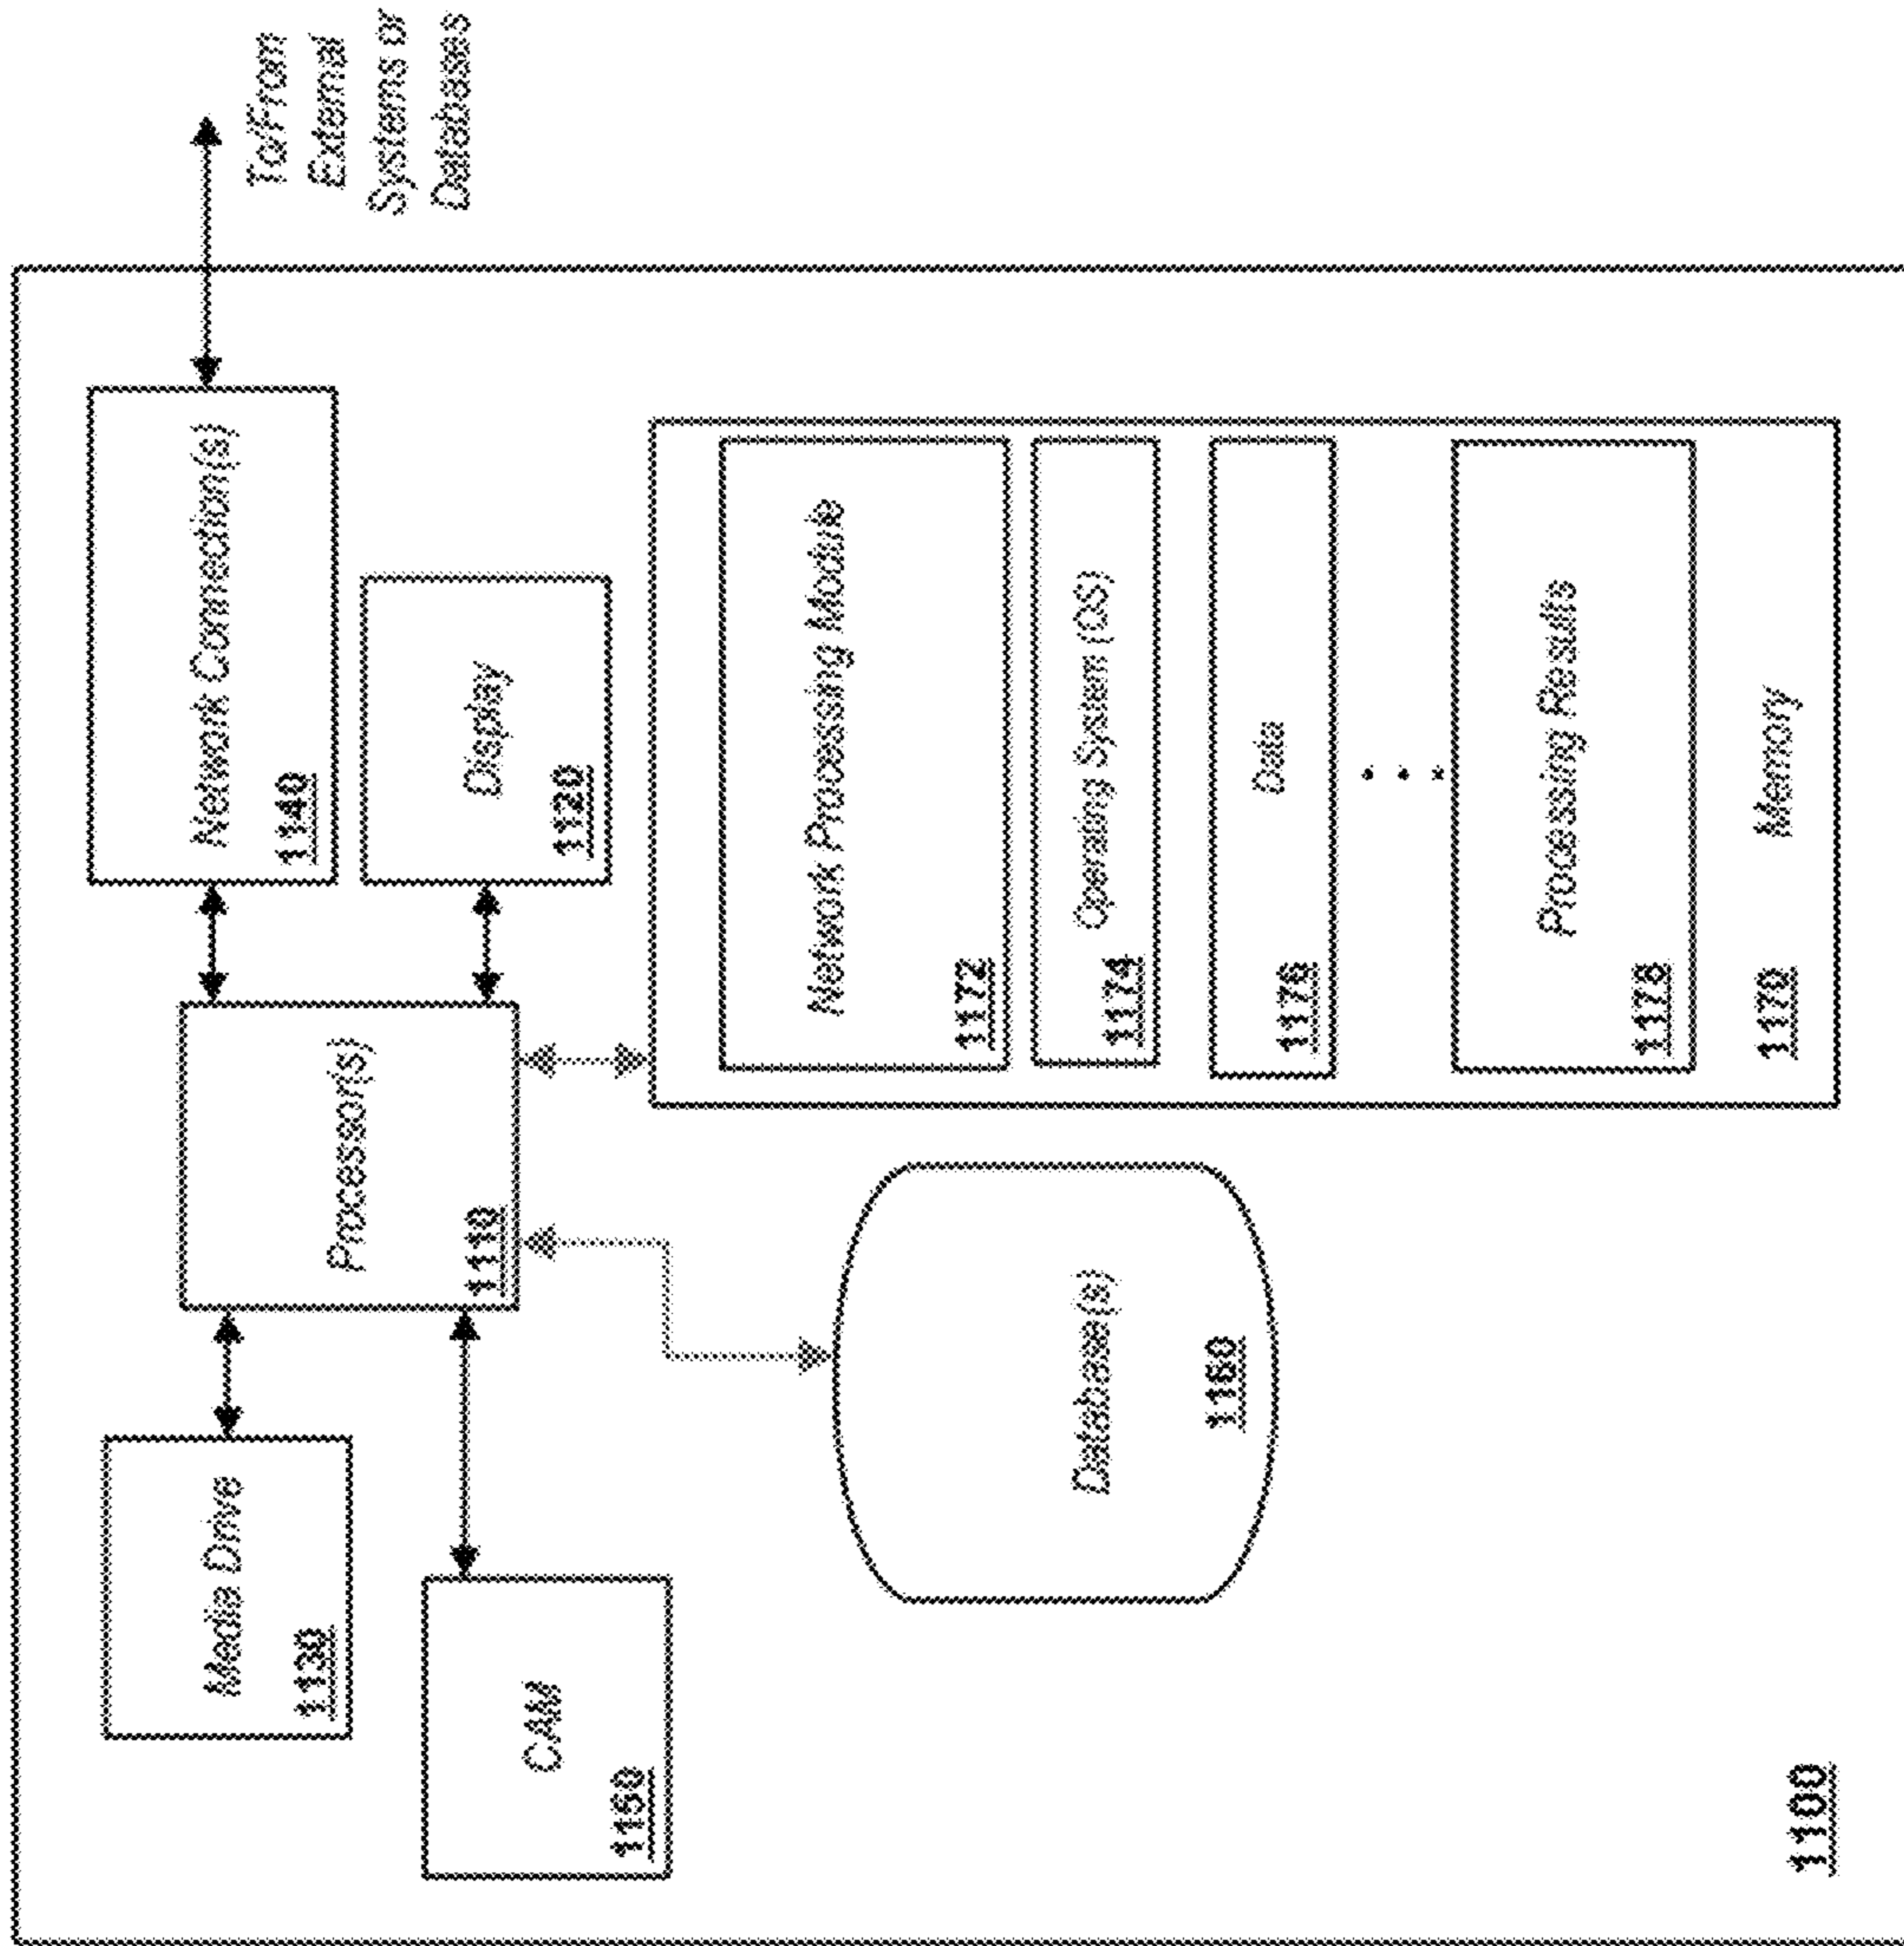 Media Drive
1130
CAM
1150
Processor(s)
1110
Network Connection(s)
1140
Display
1120
To/From
External
Systems or
Databases
Database(s)
1160
Network Processing Module
1172
Operating System (OS)
1174
Data
1176
. . .
Processing Results
1178
Memory
1170
1100